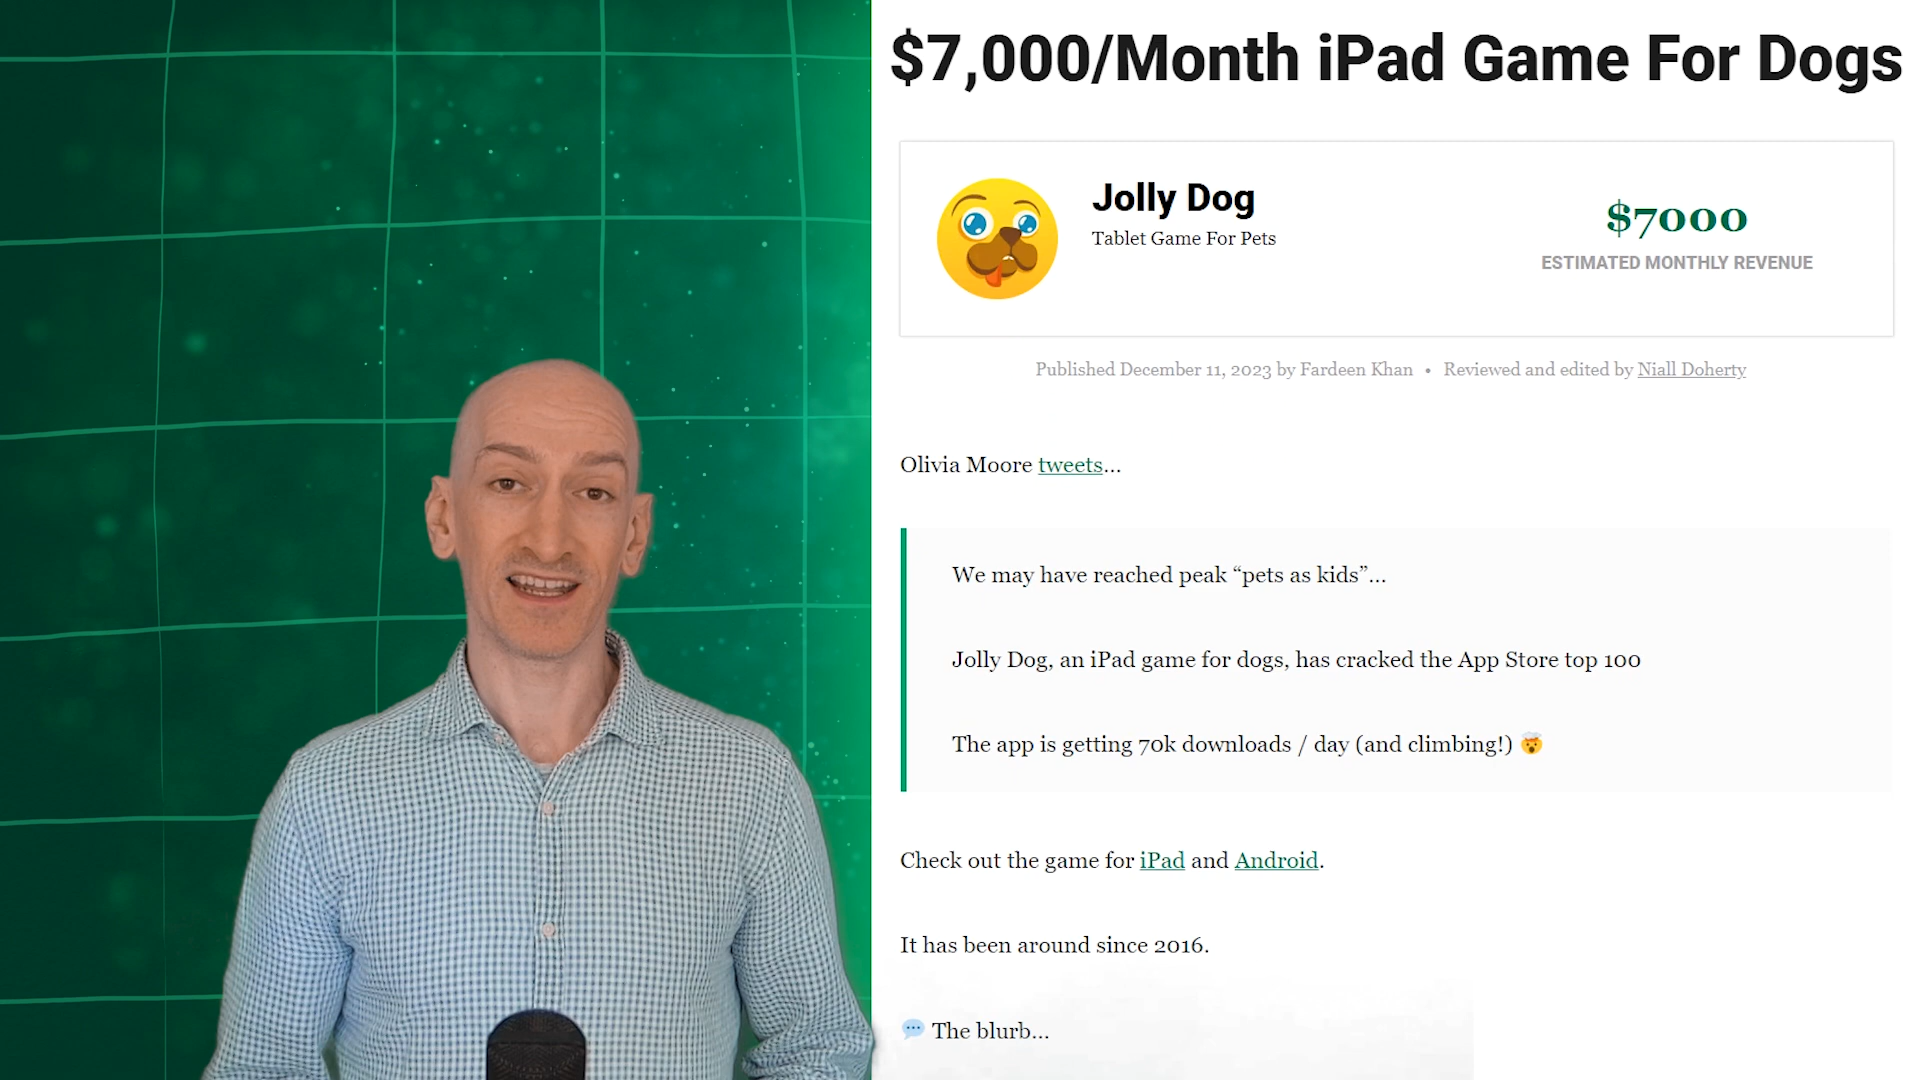 $7,000/Month iPad Game For Dogs
Jolly Dog
Tablet Game For Pets
$7000
ESTIMATED MONTHLY REVENUE
Published December 11, 2023 by Fardeen Khan • Reviewed and edited by Niall Doherty
Olivia Moore tweets...
We may have reached peak “pets as kids”...
Jolly Dog, an iPad game for dogs, has cracked the App Store top 100
The app is getting 70k downloads / day (and climbing!) 🤯
Check out the game for iPad and Android.
It has been around since 2016.
💬 The blurb...